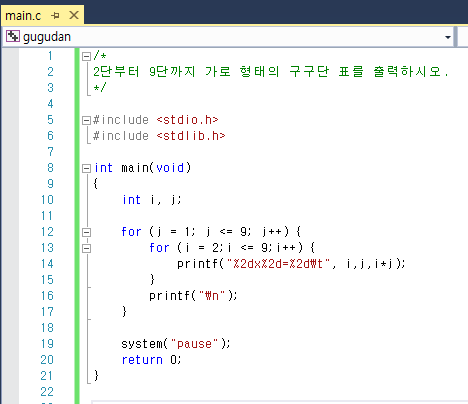 main.c
gugudan
1 /*
2 2단부터 9단까지 가로 형태의 구구단 표를 출력하시오.
3 */
4
5 #include <stdio.h>
6 #include <stdlib.h>
7
8 int main(void)
9 {
10 int i, j;
11
12 for (j = 1; j <= 9; j++) {
13 for (i = 2;i <= 9;i++) {
14 printf("%2dx%2d=%2d₩t", i,j,i*j);
15 }
16 printf("₩n");
17 }
18
19 system("pause");
20 return 0;
21 }
22